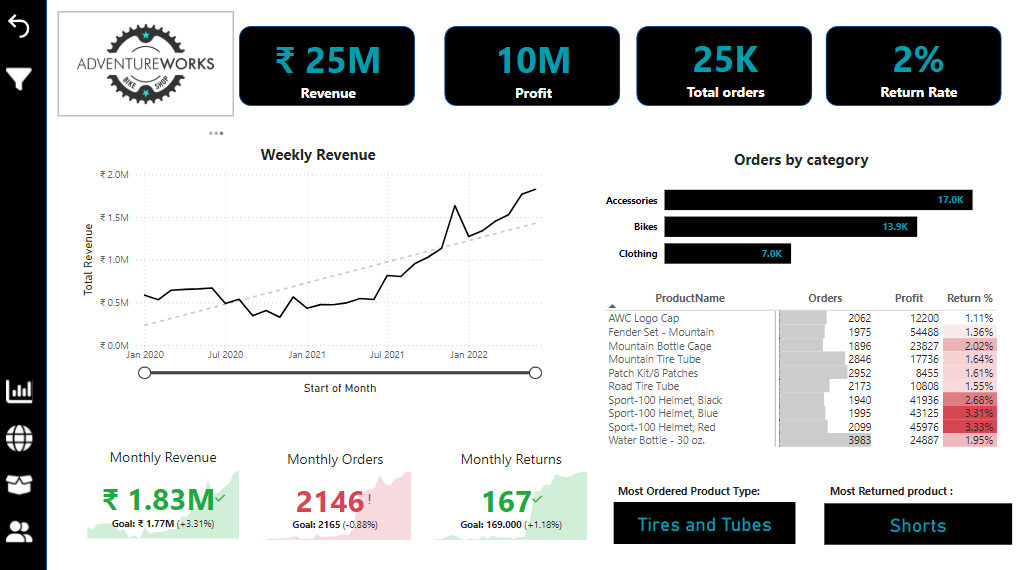 ADVENTUREWORKS
BIKE SHOP
₹ 25M
Revenue
10M
Profit
25K
Total orders
2%
Return Rate
Weekly Revenue
Total Revenue
₹ 2.0M
₹ 1.5M
₹ 1.0M
₹ 0.5M
₹ 0.0M
Jan 2020 Jul 2020 Jan 2021 Jul 2021 Jan 2022
Start of Month
Orders by category
Accessories 17.0K
Bikes 13.9K
Clothing 7.0K
ProductName Orders Profit Return %
AWC Logo Cap 2062 12200 1.11%
Fender Set - Mountain 1975 54488 1.36%
Mountain Bottle Cage 1896 23827 2.02%
Mountain Tire Tube 2846 17736 1.64%
Patch Kit/8 Patches 2952 8455 1.61%
Road Tire Tube 2173 10808 1.55%
Sport-100 Helmet, Black 1940 41936 2.68%
Sport-100 Helmet, Blue 1995 43125 3.31%
Sport-100 Helmet, Red 2099 45976 3.33%
Water Bottle - 30 oz. 3983 24887 1.95%
Monthly Revenue
₹ 1.83M
Goal: ₹ 1.77M (+3.31%)
Monthly Orders
2146!
Goal: 2165 (-0.88%)
Monthly Returns
167
Goal: 169.000 (+1.18%)
Most Ordered Product Type:
Tires and Tubes
Most Returned product :
Shorts